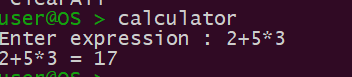 user@OS > calculator
Enter expression : 2+5*3
2+5*3 = 17